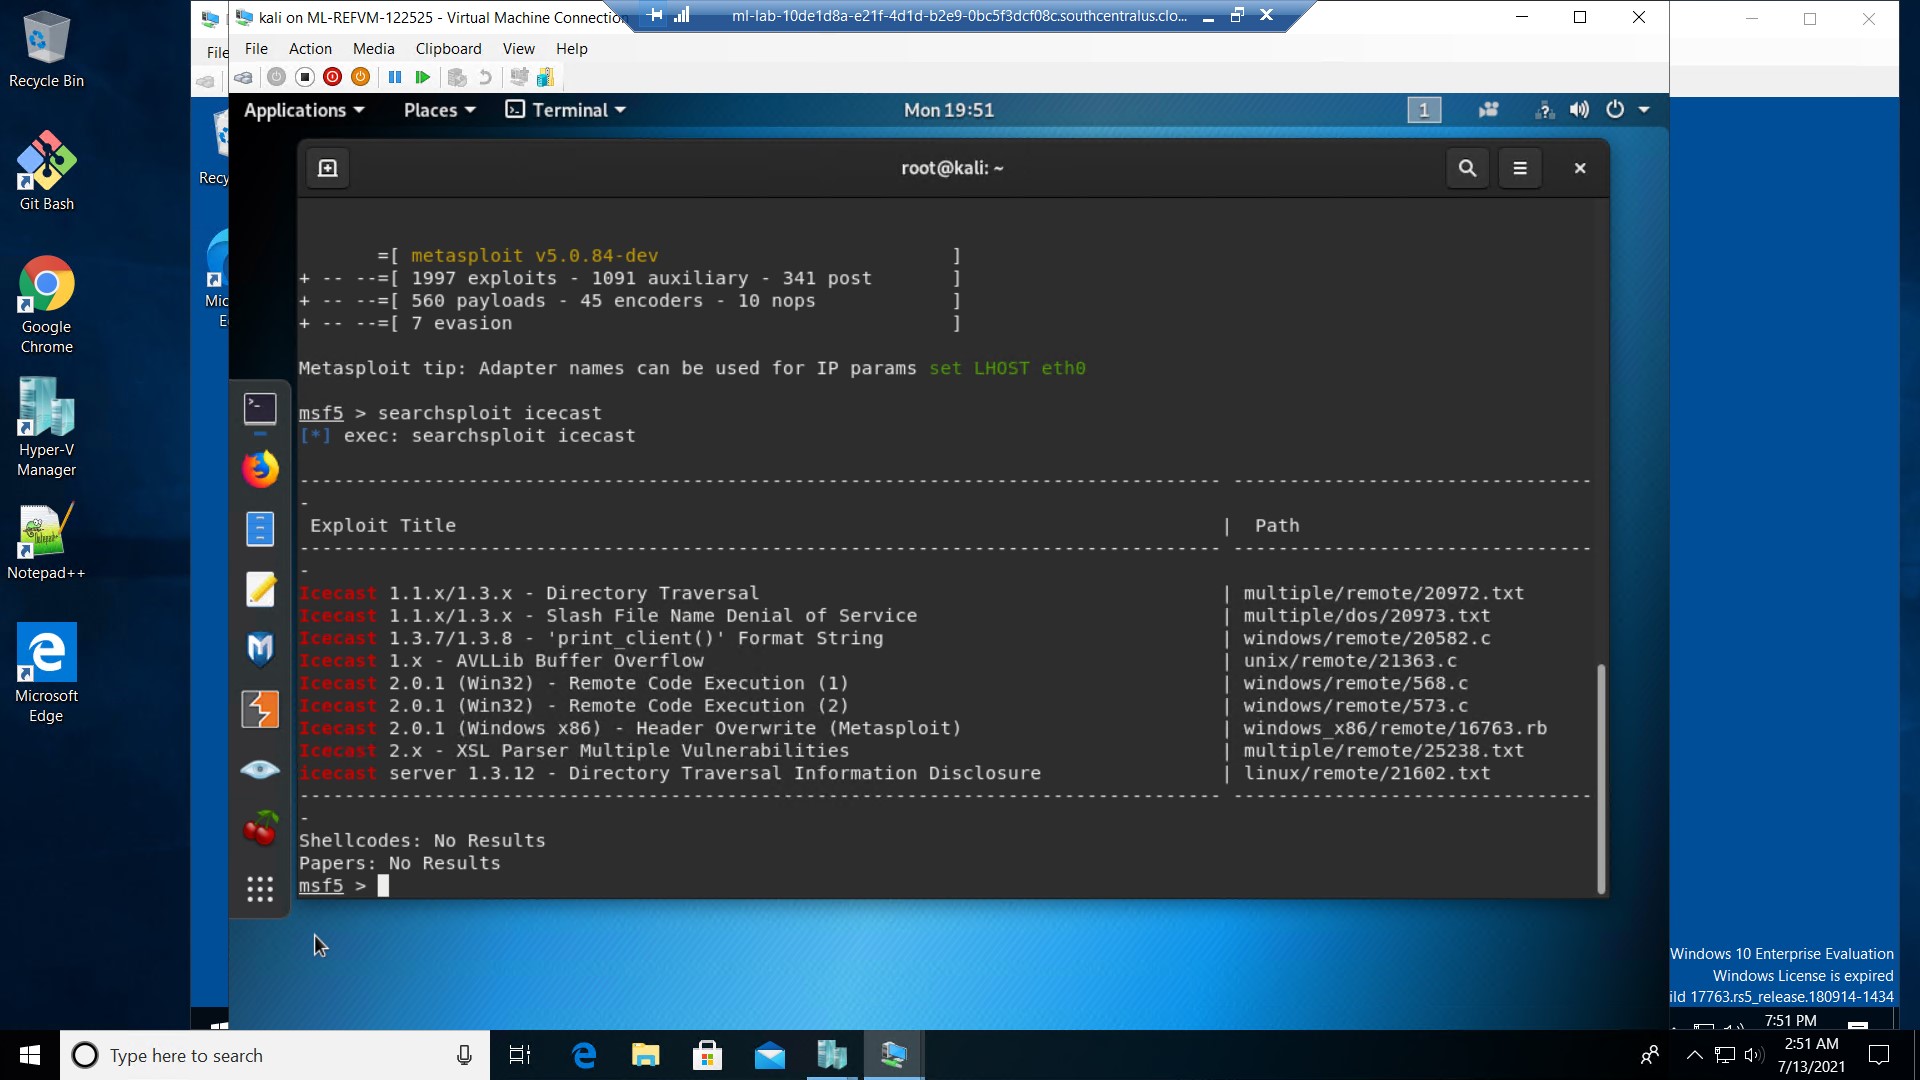 Recycle Bin
Git Bash
Google
Chrome
Hyper-V
Manager
Notepad++
Microsoft
Edge
kali on ML-REFVM-122525 - Virtual Machine Connection
ml-lab-10de1d8a-e21f-4d1d-b2e9-0bc5f3dcf08c.southcentralus.clo...
File
File Action Media Clipboard View Help
Recy
Mic
E
Applications Places Terminal Mon 19:51 1
root@kali: ~
=[ metasploit v5.0.84-dev ]
+ -- --=[ 1997 exploits - 1091 auxiliary - 341 post ]
+ -- --=[ 560 payloads - 45 encoders - 10 nops ]
+ -- --=[ 7 evasion ]
Metasploit tip: Adapter names can be used for IP params set LHOST eth0
msf5 > searchsploit icecast
[*] exec: searchsploit icecast
Exploit Title | Path
Icecast 1.1.x/1.3.x - Directory Traversal | multiple/remote/20972.txt
Icecast 1.1.x/1.3.x - Slash File Name Denial of Service | multiple/dos/20973.txt
Icecast 1.3.7/1.3.8 - 'print_client()' Format String | windows/remote/20582.c
Icecast 1.x - AVLLib Buffer Overflow | unix/remote/21363.c
Icecast 2.0.1 (Win32) - Remote Code Execution (1) | windows/remote/568.c
Icecast 2.0.1 (Win32) - Remote Code Execution (2) | windows/remote/573.c
Icecast 2.0.1 (Windows x86) - Header Overwrite (Metasploit) | windows_x86/remote/16763.rb
Icecast 2.x - XSL Parser Multiple Vulnerabilities | multiple/remote/25238.txt
icecast server 1.3.12 - Directory Traversal Information Disclosure | linux/remote/21602.txt
Shellcodes: No Results
Papers: No Results
msf5 >
Windows 10 Enterprise Evaluation
Windows License is expired
ild 17763.rs5_release.180914-1434
7:51 PM
Type here to search
2:51 AM
7/13/2021